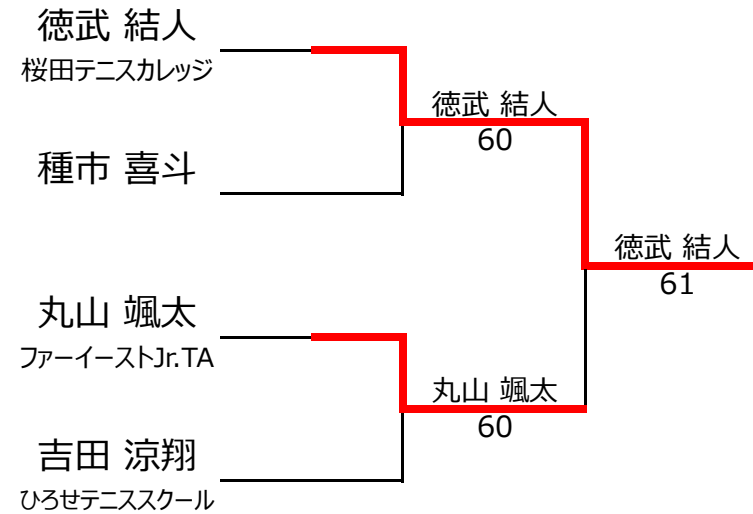 徳武 結人
桜田テニスカレッジ
徳武 結人
60
種市 喜斗
徳武 結人
61
丸山 颯太
ファーイーストJr.TA
丸山 颯太
60
吉田 涼翔
ひろせテニススクール